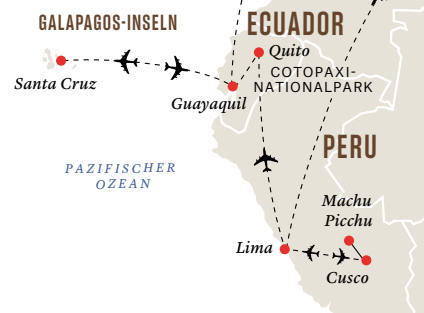 GALAPAGOS-INSELN
ECUADOR
Quito
COTOPAXI-
NATIONALPARK
Santa Cruz
Guayaquil
PERU
PAZIFISCHER
OZEAN
Machu
Picchu
Lima
Cusco